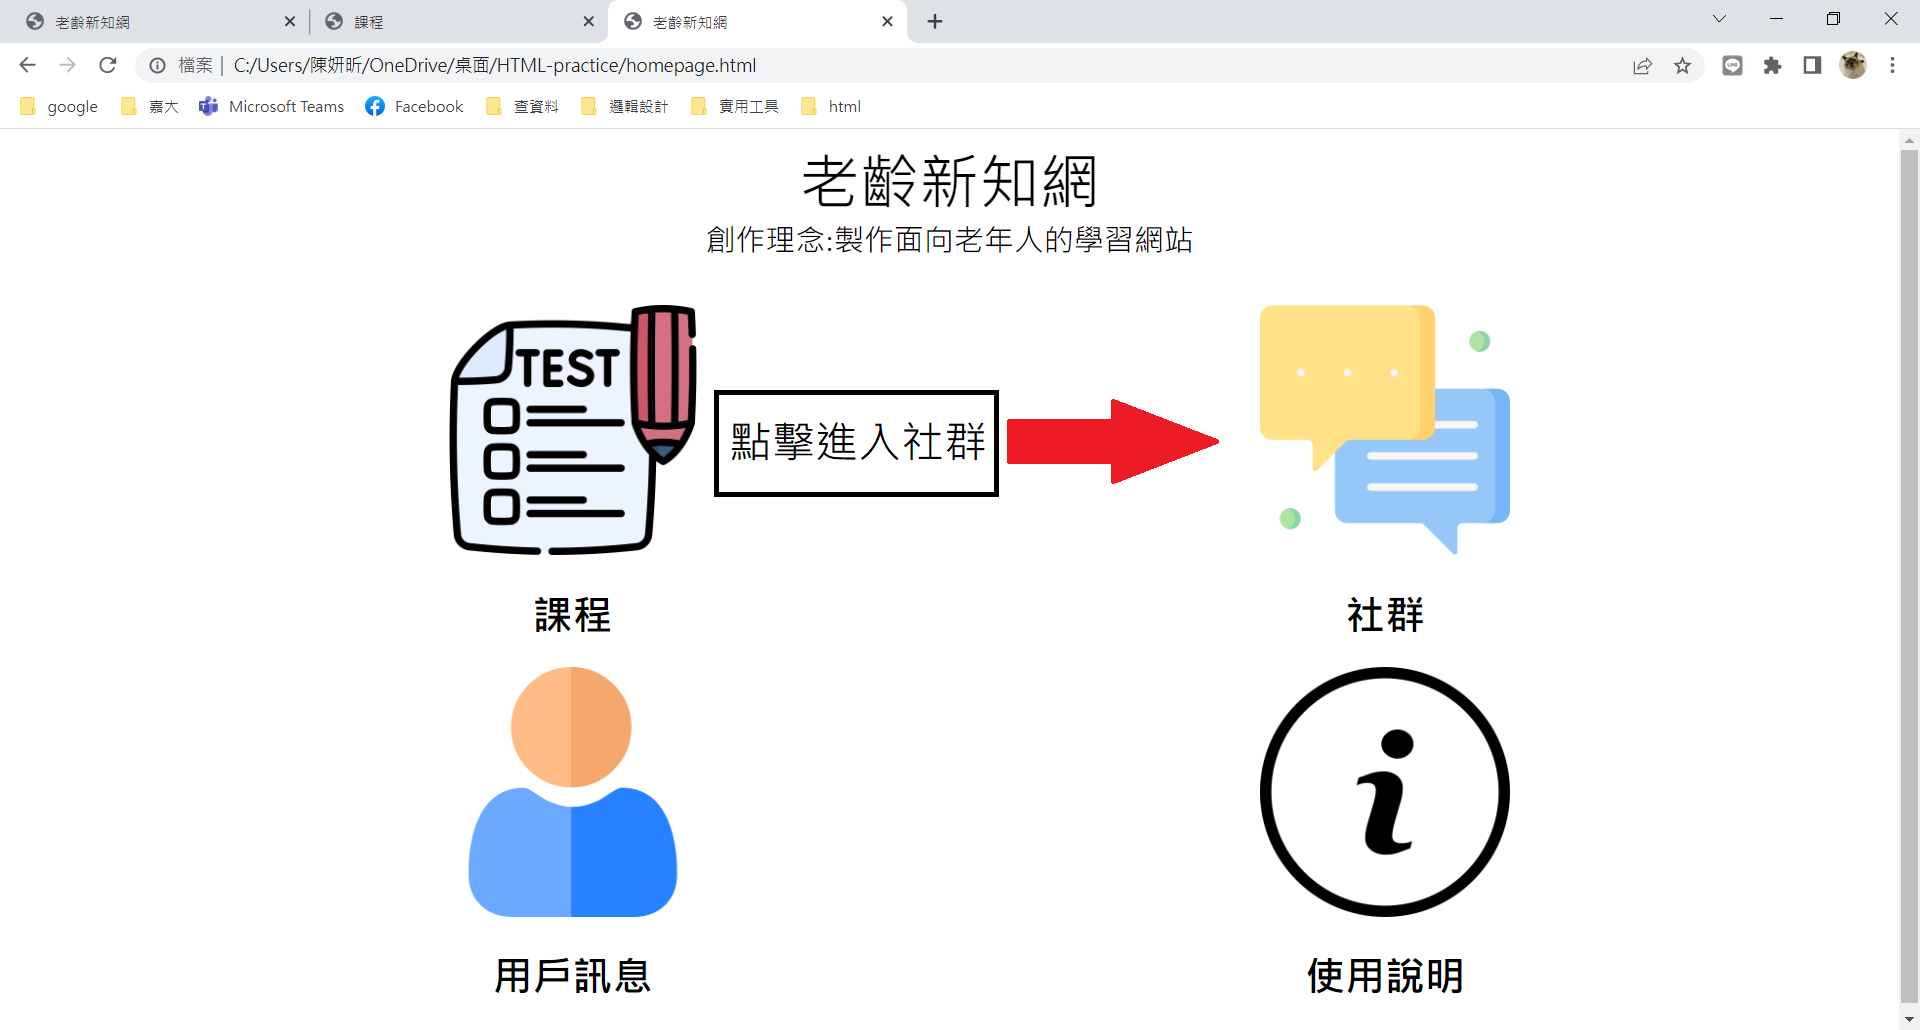 老齡新知網
課程
老齡新知網
檔案 | C:/Users/陳妍昕/OneDrive/桌面/HTML-practice/homepage.html
LINE
google 嘉大 Microsoft Teams Facebook 查資料 邏輯設計 實用工具 html
老齡新知網
創作理念:製作面向老年人的學習網站
TEST
點擊進入社群
課程
社群
i
用戶訊息
使用說明